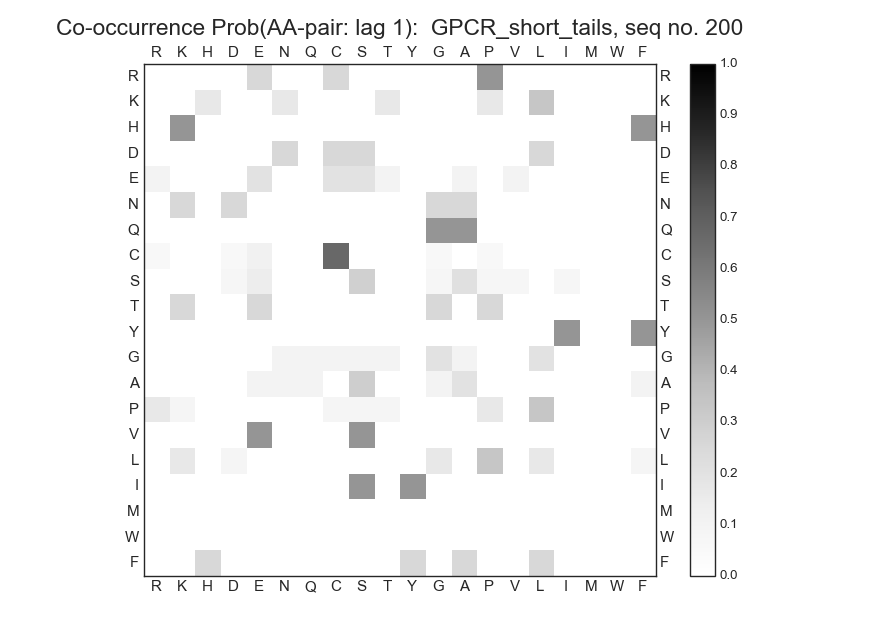 Co-occurrence Prob(AA-pair: lag 1):  GPCR_short_tails, seq no. 200
R K H D E N Q C S T Y G A P V L I M W F
R R 1.0
K K 0.9
H H
D D 0.8
E E
N N 0.7
Q Q
C C 0.6
S S
T T 0.5
Y Y
G G 0.4
A A
P P 0.3
V V
L L 0.2
I I
M M 0.1
W W
F F 0.0
R K H D E N Q C S T Y G A P V L I M W F